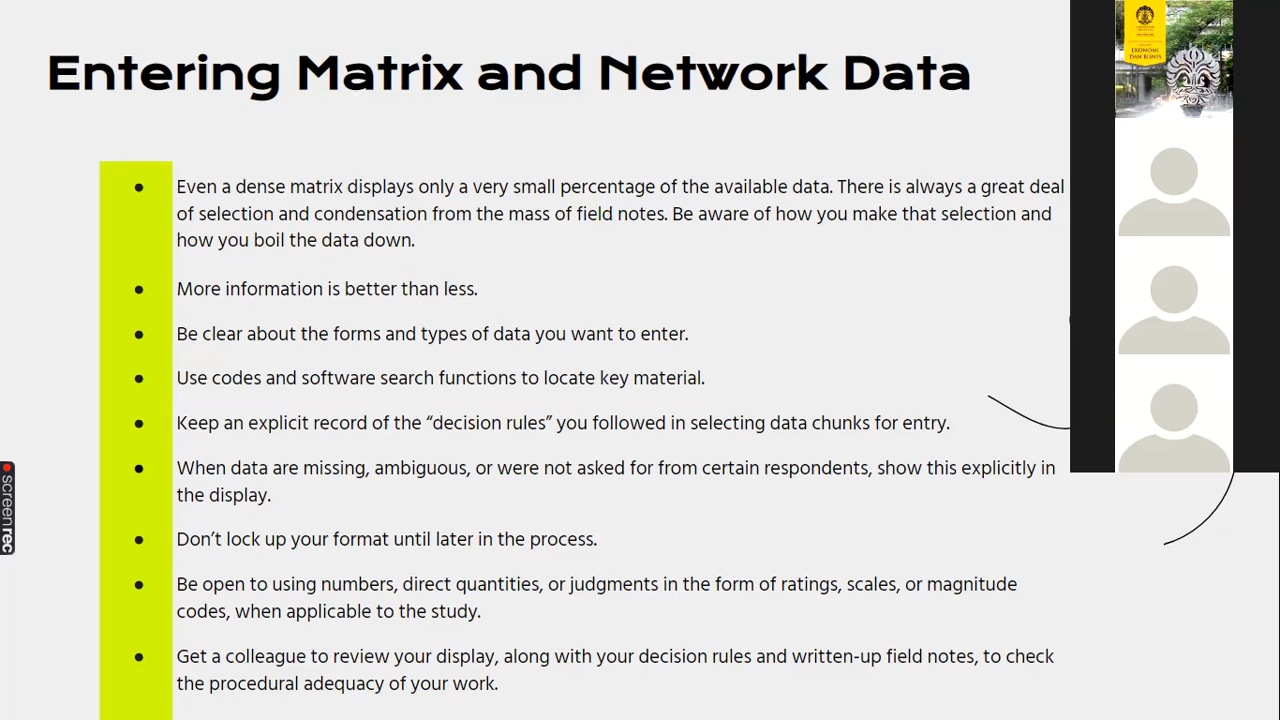 Entering Matrix and Network Data
Even a dense matrix displays only a very small percentage of the available data. There is always a great deal
of selection and condensation from the mass of field notes. Be aware of how you make that selection and
how you boil the data down.
More information is better than less.
Be clear about the forms and types of data you want to enter.
Use codes and software search functions to locate key material.
Keep an explicit record of the “decision rules” you followed in selecting data chunks for entry.
When data are missing, ambiguous, or were not asked for from certain respondents, show this explicitly in
the display.
Don’t lock up your format until later in the process.
Be open to using numbers, direct quantities, or judgments in the form of ratings, scales, or magnitude
codes, when applicable to the study.
Get a colleague to review your display, along with your decision rules and written-up field notes, to check
the procedural adequacy of your work.
EKONOMI
DAN BISNIS
screenrec